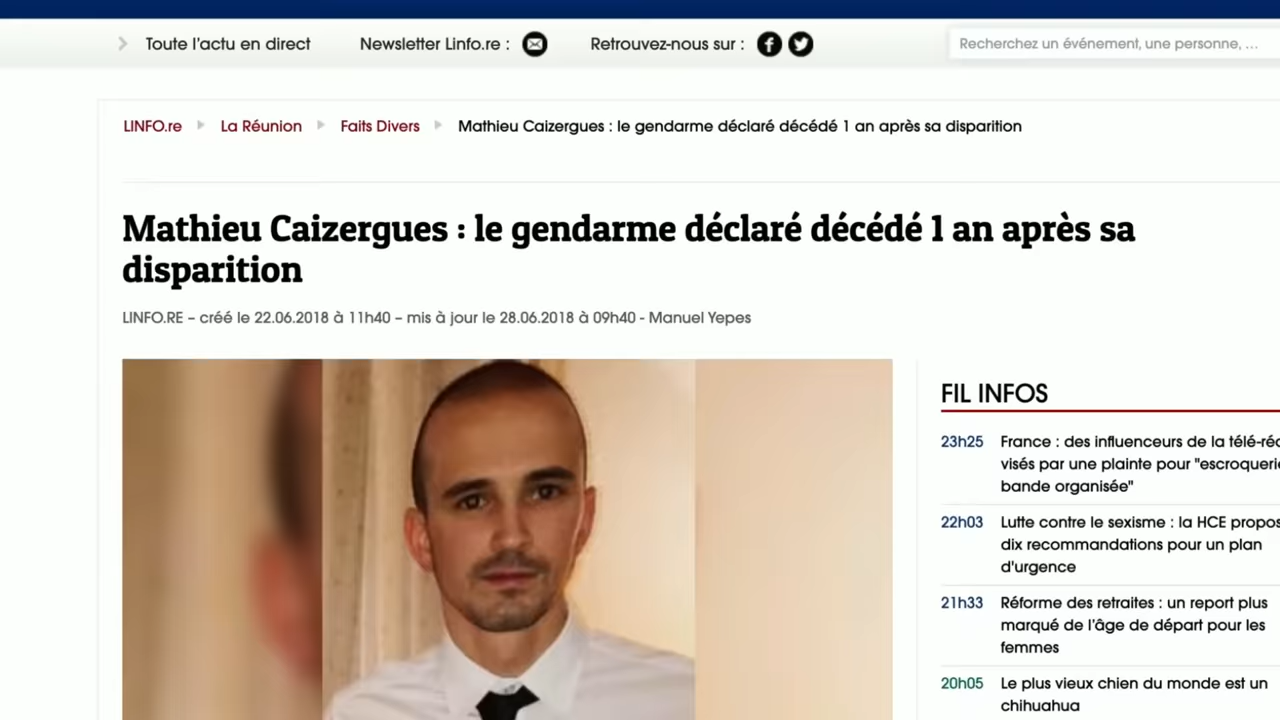 Toute l'actu en direct Newsletter Linfo.re : Retrouvez-nous sur : Recherchez un événement, une personne, ...
LINFO.re La Réunion Faits Divers Mathieu Caizergues : le gendarme déclaré décédé 1 an après sa disparition
Mathieu Caizergues : le gendarme déclaré décédé 1 an après sa
disparition
LINFO.RE – créé le 22.06.2018 à 11h40 – mis à jour le 28.06.2018 à 09h40 - Manuel Yepes
FIL INFOS
23h25 France : des influenceurs de la
visés par une plainte pour
bande organisée"
22h03 Lutte contre le sexisme : la HCE
dix recommandations pour un plan
d'urgence
21h33 Réforme des retraites : un report plus
marqué de l'âge de départ pour les
femmes
20h05 Le plus vieux chien du monde est un
chihuahua